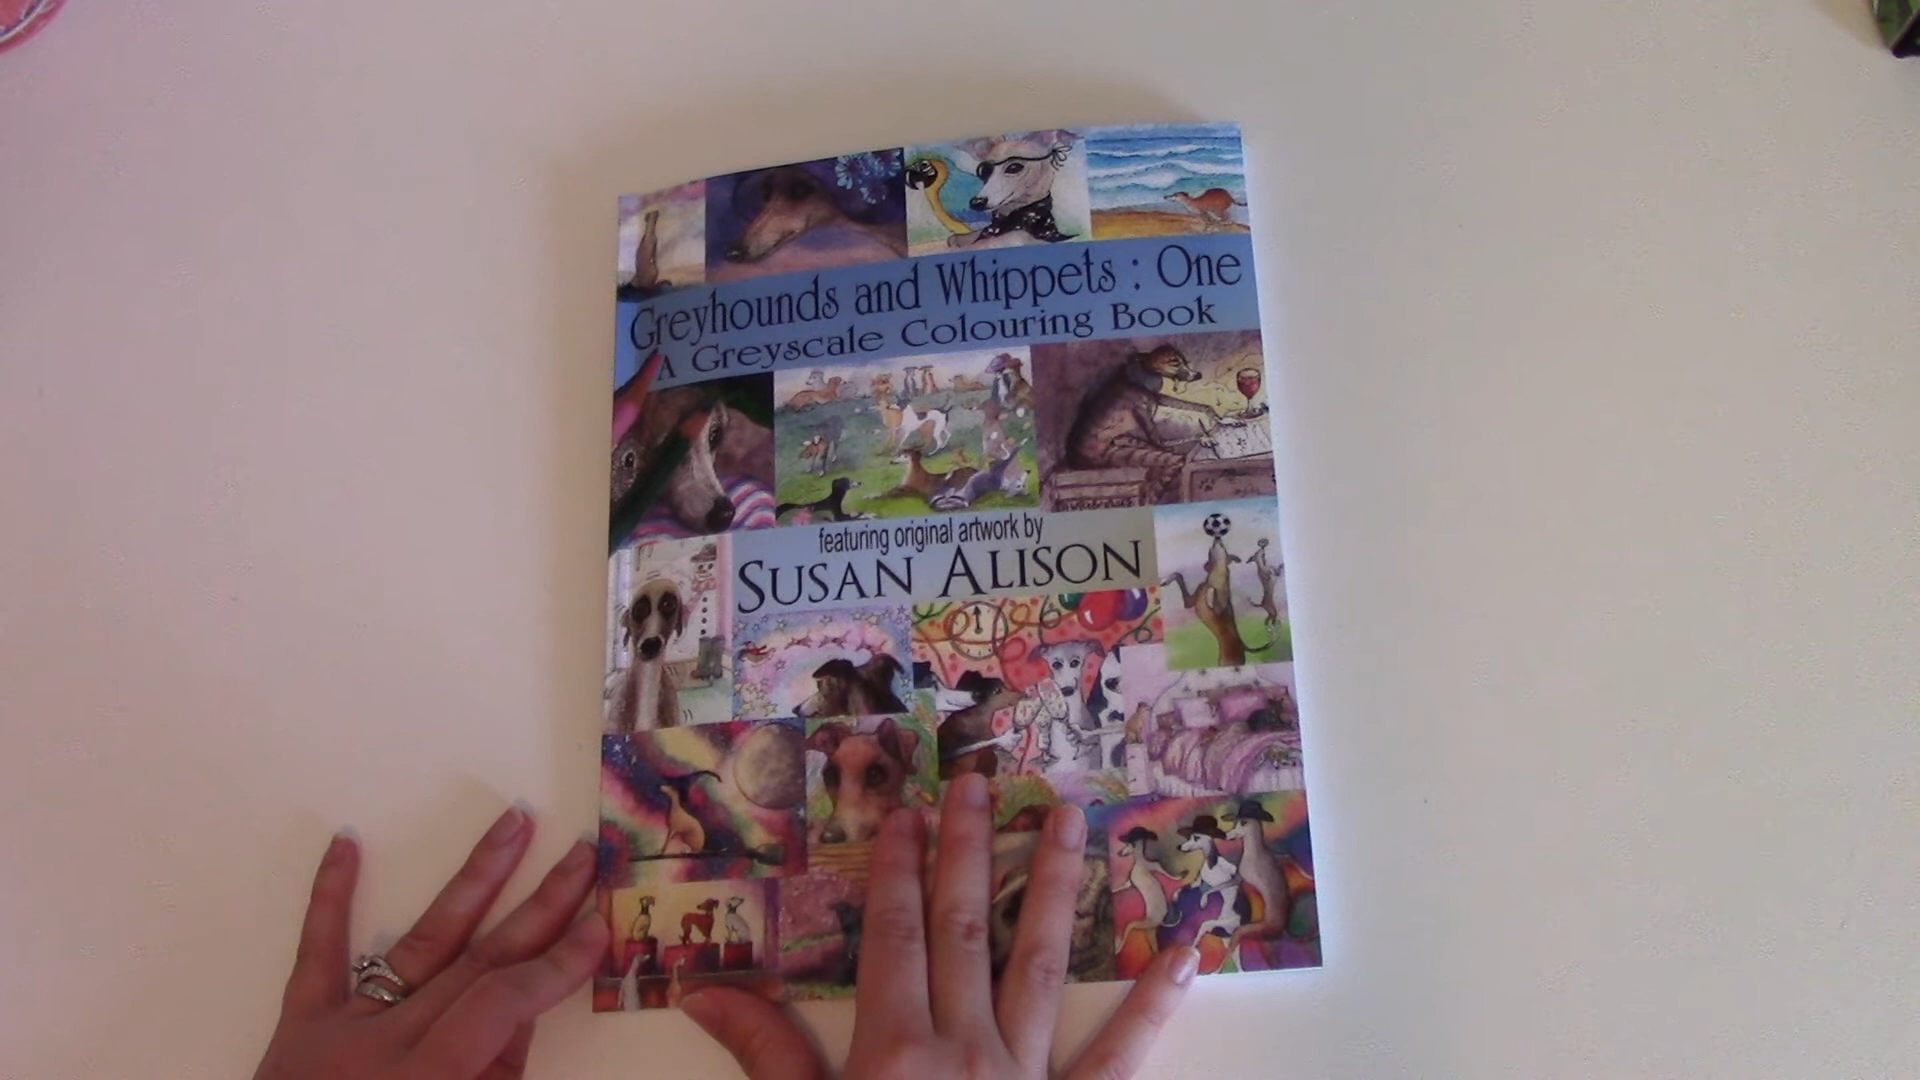 Greyhounds and Whippets : One
A Greyscale Colouring Book
featuring original artwork by
SUSAN ALISON